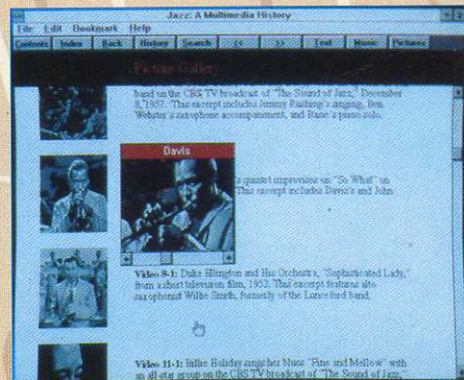 Jazz: A Multimedia History
File Edit Bookmark Help
Contents Index Back History Search << >> Text Music Pictures
Picture Gallery
band on the CBS TV broadcast of "The Sound of Jazz," December
8, 1957. This excerpt includes Jimmy Rushing's singing, Ben
Webster's saxophone accompaniment, and Basie's piano solo.
Davis
s quintet improvises on "So What" on
This excerpt includes Davis's and John
Video 8-1: Duke Ellington and His Orchestra, "Sophisticated Lady,"
from a short television film, 1952. This excerpt features alto
saxophonist Willie Smith, formerly of the Lunceford band.
Video 11-1: Billie Holiday sings her blues "Fine and Mellow" with
an all-star group on the CBS TV broadcast of "The Sound of Jazz,"